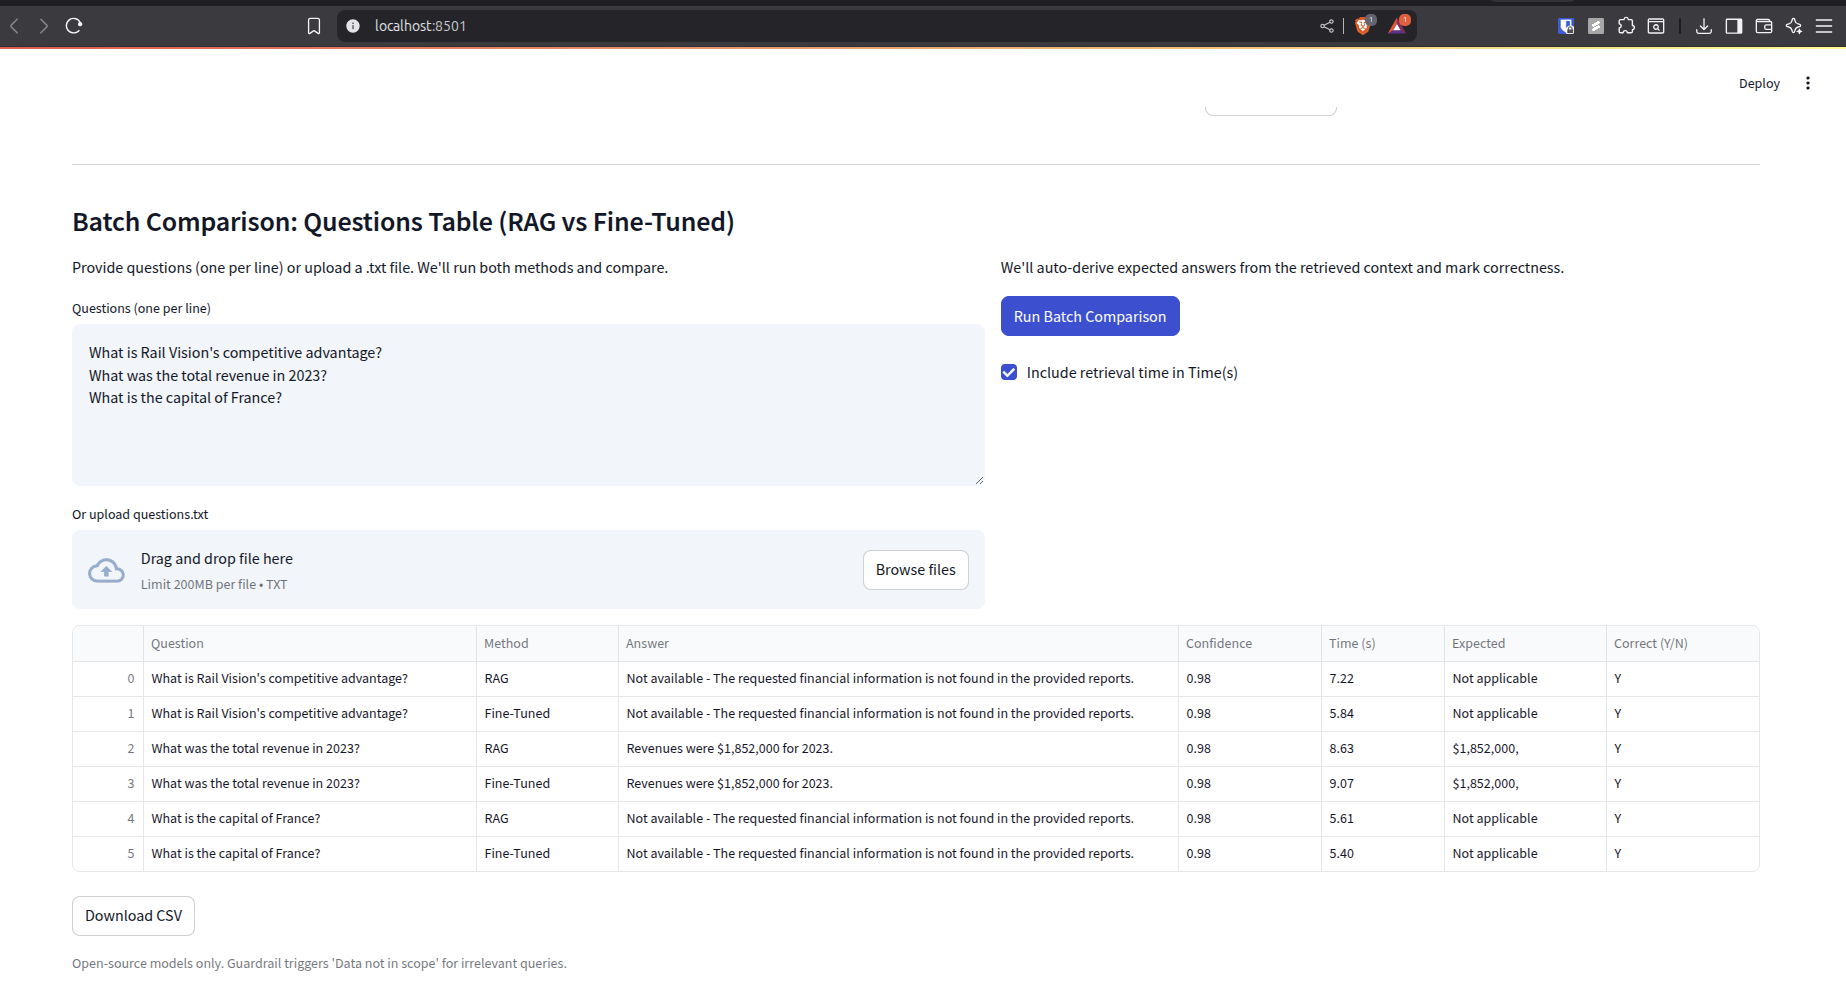 localhost:8501
1
1
Deploy
Batch Comparison: Questions Table (RAG vs Fine-Tuned)
Provide questions (one per line) or upload a .txt file. We'll run both methods and compare.
Questions (one per line)
What is Rail Vision's competitive advantage?
What was the total revenue in 2023?
What is the capital of France?
Or upload questions.txt
Drag and drop file here
Limit 200MB per file • TXT
Browse files
We'll auto-derive expected answers from the retrieved context and mark correctness.
Run Batch Comparison
Include retrieval time in Time(s)
Question Method Answer Confidence Time (s) Expected Correct (Y/N)
0 What is Rail Vision's competitive advantage? RAG Not available - The requested financial information is not found in the provided reports. 0.98 7.22 Not applicable Y
1 What is Rail Vision's competitive advantage? Fine-Tuned Not available - The requested financial information is not found in the provided reports. 0.98 5.84 Not applicable Y
2 What was the total revenue in 2023? RAG Revenues were $1,852,000 for 2023. 0.98 8.63 $1,852,000, Y
3 What was the total revenue in 2023? Fine-Tuned Revenues were $1,852,000 for 2023. 0.98 9.07 $1,852,000, Y
4 What is the capital of France? RAG Not available - The requested financial information is not found in the provided reports. 0.98 5.61 Not applicable Y
5 What is the capital of France? Fine-Tuned Not available - The requested financial information is not found in the provided reports. 0.98 5.40 Not applicable Y
Download CSV
Open-source models only. Guardrail triggers 'Data not in scope' for irrelevant queries.